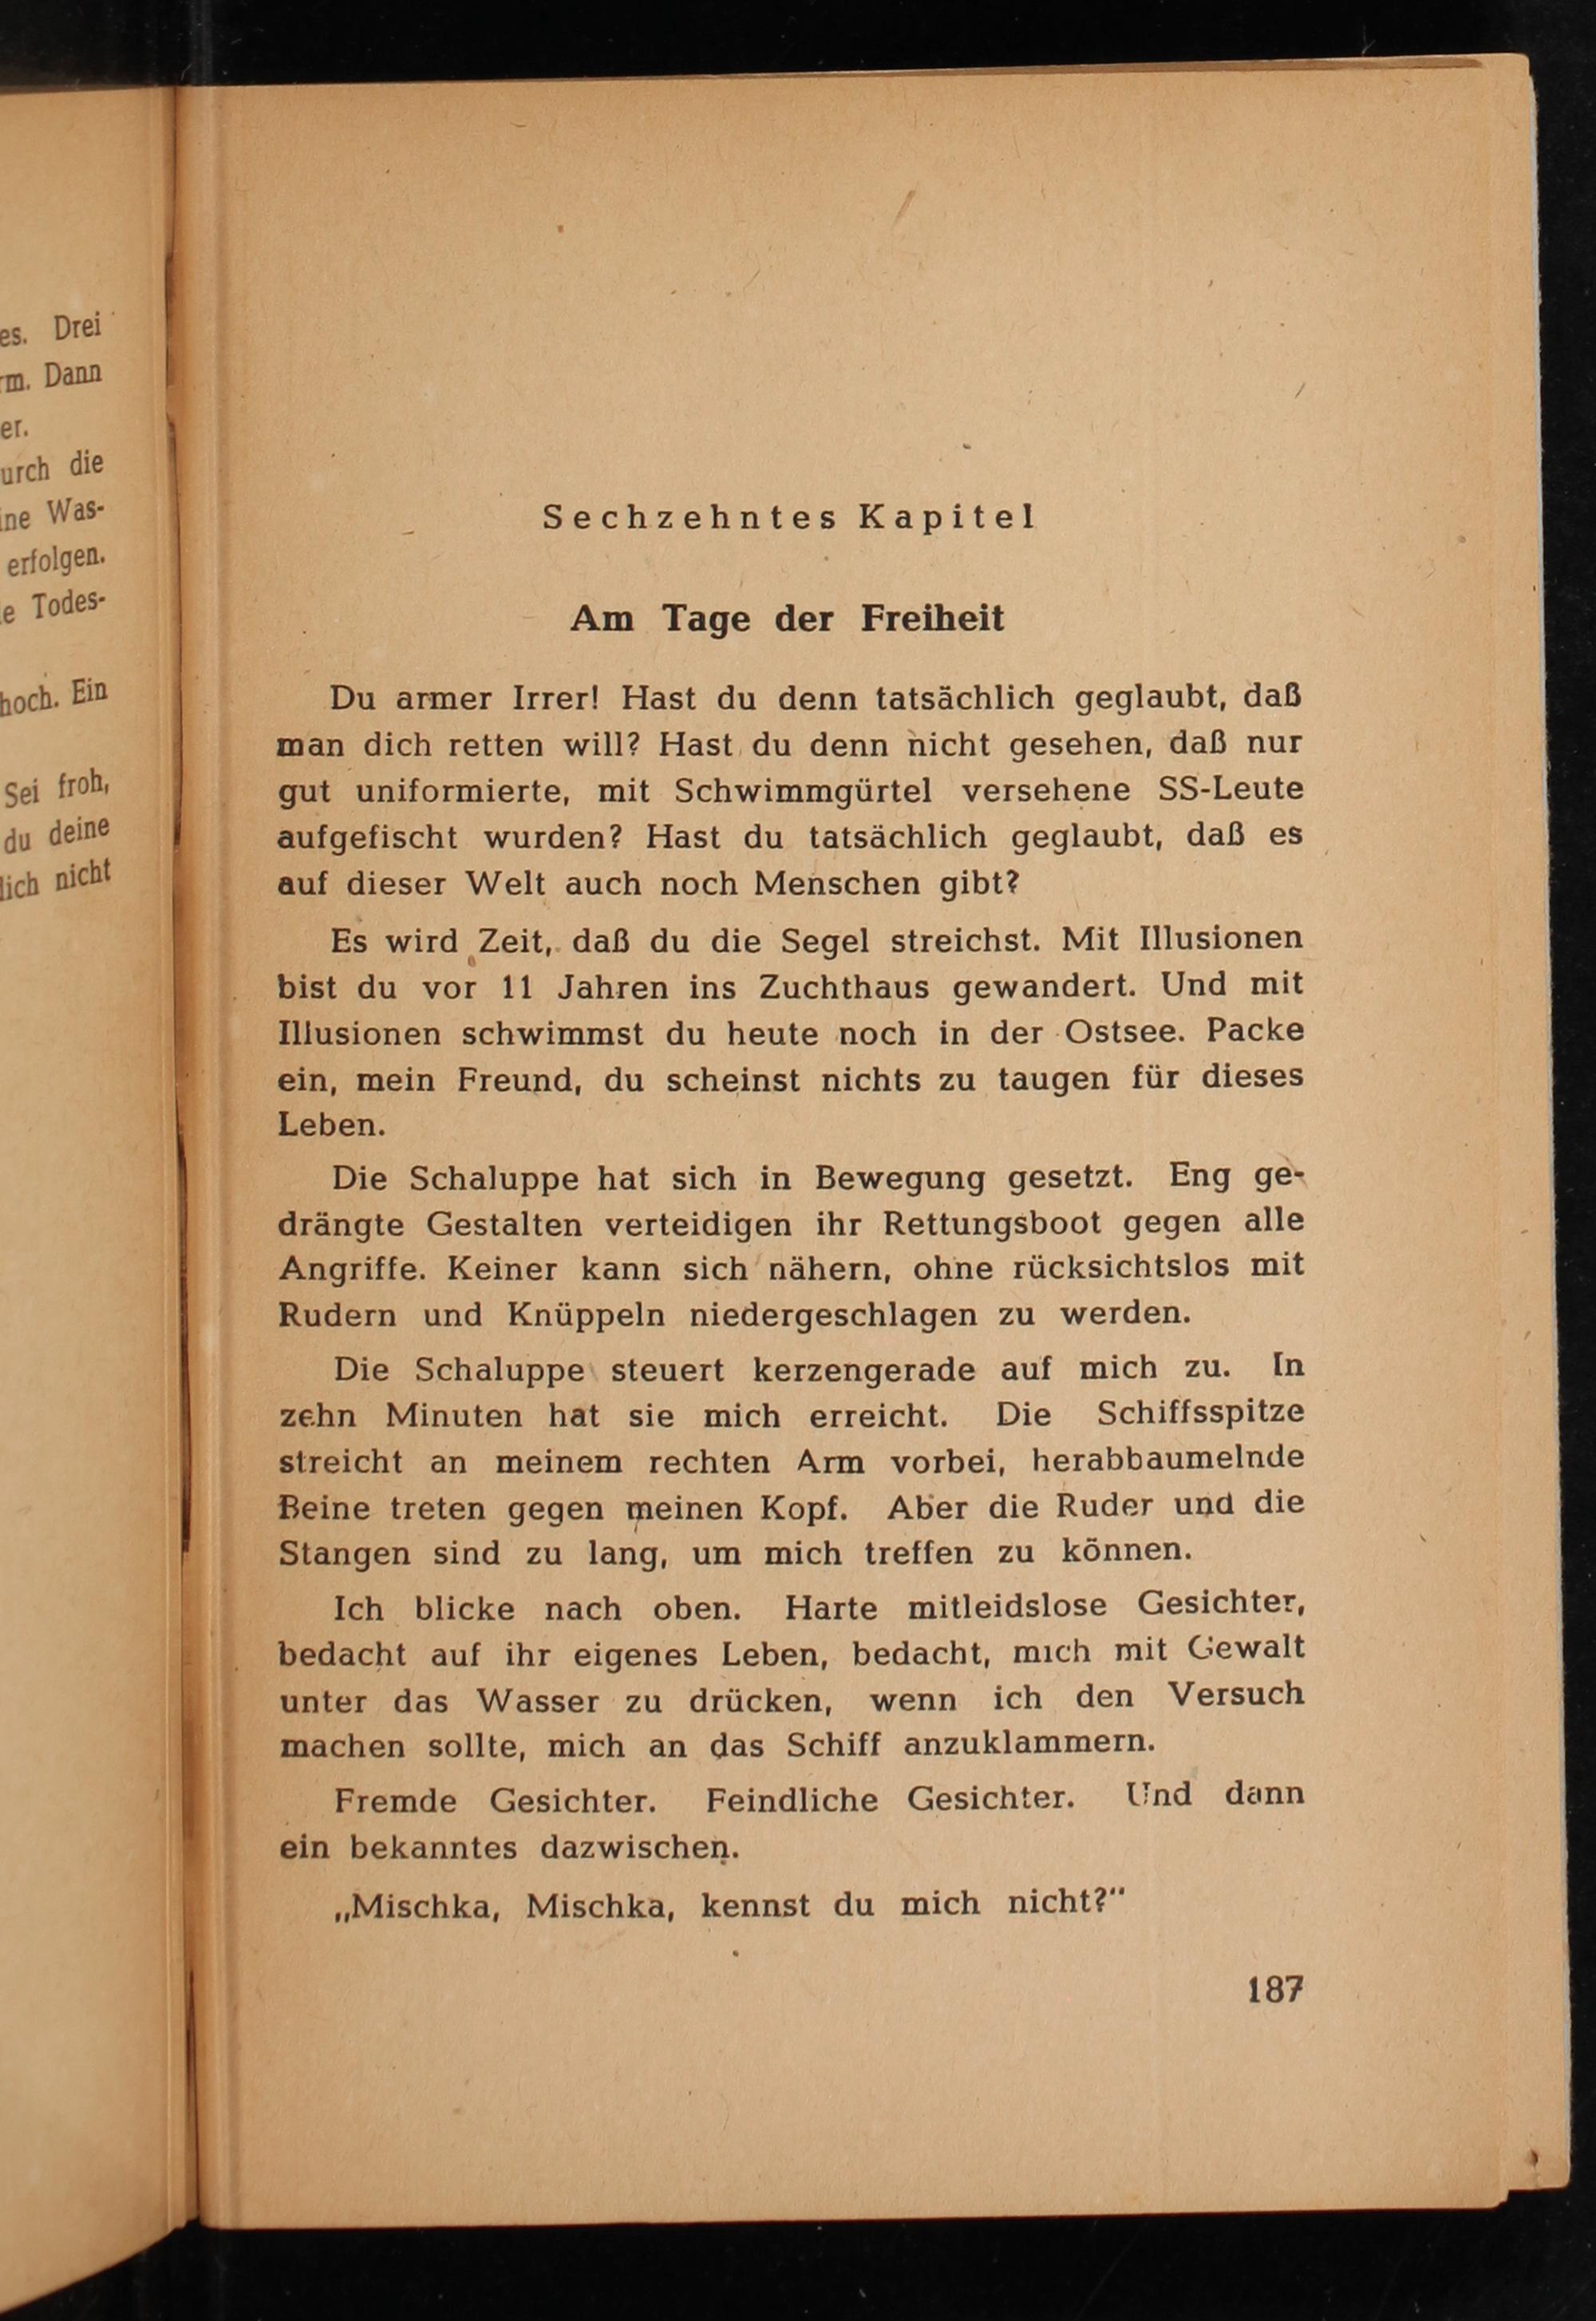 es. Drei
rm. Dann
er.
urch die
ine Was-
erfolgen.
e Todes-
hoch. Ein
Sei froh,
du deine
lich nicht
Sechzehntes Kapitel
Am Tage der Freiheit
Du armer Irrer! Hast du denn tatsächlich geglaubt, daß
man dich retten will? Hast du denn nicht gesehen, daß nur
gut uniformierte, mit Schwimmgürtel versehene SS-Leute
aufgefischt wurden? Hast du tatsächlich geglaubt, daß es
auf dieser Welt auch noch Menschen gibt?
Es wird Zeit, daß du die Segel streichst. Mit Illusionen
bist du vor 11 Jahren ins Zuchthaus gewandert. Und mit
Illusionen schwimmst du heute noch in der Ostsee. Packe
ein, mein Freund, du scheinst nichts zu taugen für dieses
Leben.
Die Schaluppe hat sich in Bewegung gesetzt. Eng ge-
drängte Gestalten verteidigen ihr Rettungsboot gegen alle
Angriffe. Keiner kann sich nähern, ohne rücksichtslos mit
Rudern und Knüppeln niedergeschlagen zu werden.
Die Schaluppe steuert kerzengerade auf mich zu. In
zehn Minuten hat sie mich erreicht. Die Schiffsspitze
streicht an meinem rechten Arm vorbei, herabbaumelnde
Beine treten gegen meinen Kopf. Aber die Ruder und die
Stangen sind zu lang, um mich treffen zu können.
Ich blicke nach oben. Harte mitleidslose Gesichter,
bedacht auf ihr eigenes Leben, bedacht, mich mit Gewalt
unter das Wasser zu drücken, wenn ich den Versuch
machen sollte, mich an das Schiff anzuklammern.
Fremde Gesichter. Feindliche Gesichter. Und dann
ein bekanntes dazwischen.
„Mischka, Mischka, kennst du mich nicht?“
187